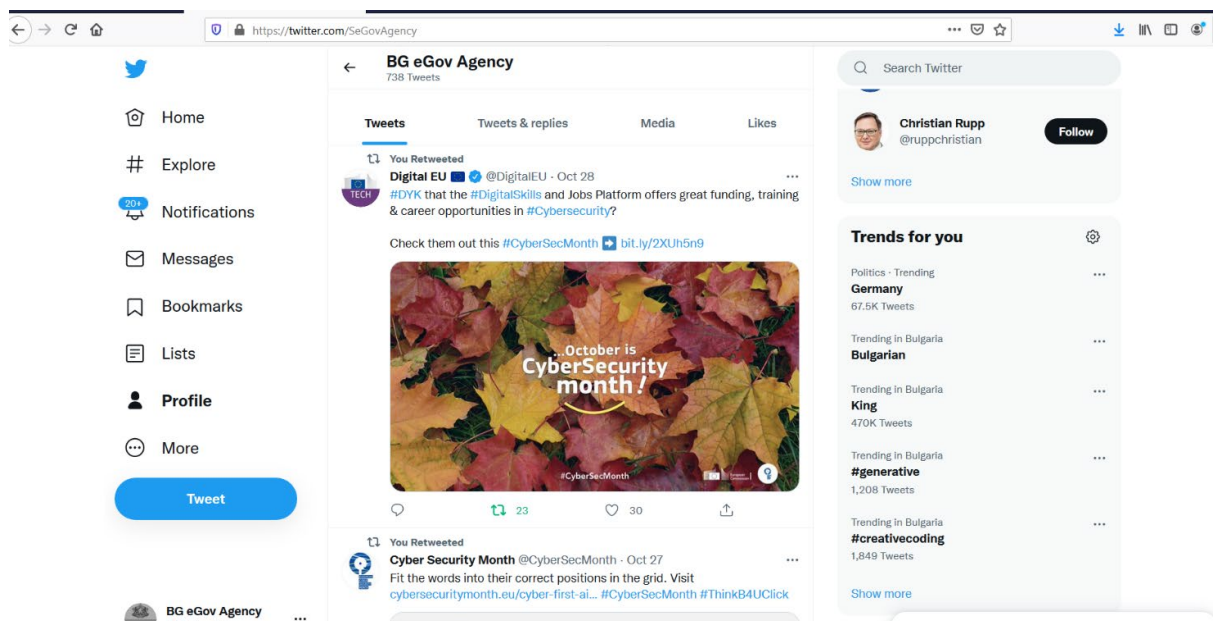 https://twitter.com/SeGovAgency
Home
Explore
20+
Notifications
Messages
Bookmarks
Lists
Profile
More
Tweet
BG eGov Agency
BG eGov Agency
738 Tweets
Tweets
Tweets & replies
Media
Likes
You Retweeted
Digital EU @DigitalEU · Oct 28
TECH
#DYK that the #DigitalSkills and Jobs Platform offers great funding, training
& career opportunities in #Cybersecurity?
Check them out this #CyberSecMonth ➡ bit.ly/2XUh5n9
...October is
CyberSecurity
month!
#CyberSecMonth
23
30
You Retweeted
Cyber Security Month @CyberSecMonth · Oct 27
Fit the words into their correct positions in the grid. Visit
cybersecuritymonth.eu/cyber-first-ai... #CyberSecMonth #ThinkB4UClick
Search Twitter
Christian Rupp
@ruppchristian
Follow
Show more
Trends for you
Politics · Trending
Germany
67.5K Tweets
Trending in Bulgaria
Bulgarian
Trending in Bulgaria
King
470K Tweets
Trending in Bulgaria
#generative
1,208 Tweets
Trending in Bulgaria
#creativecoding
1,849 Tweets
Show more